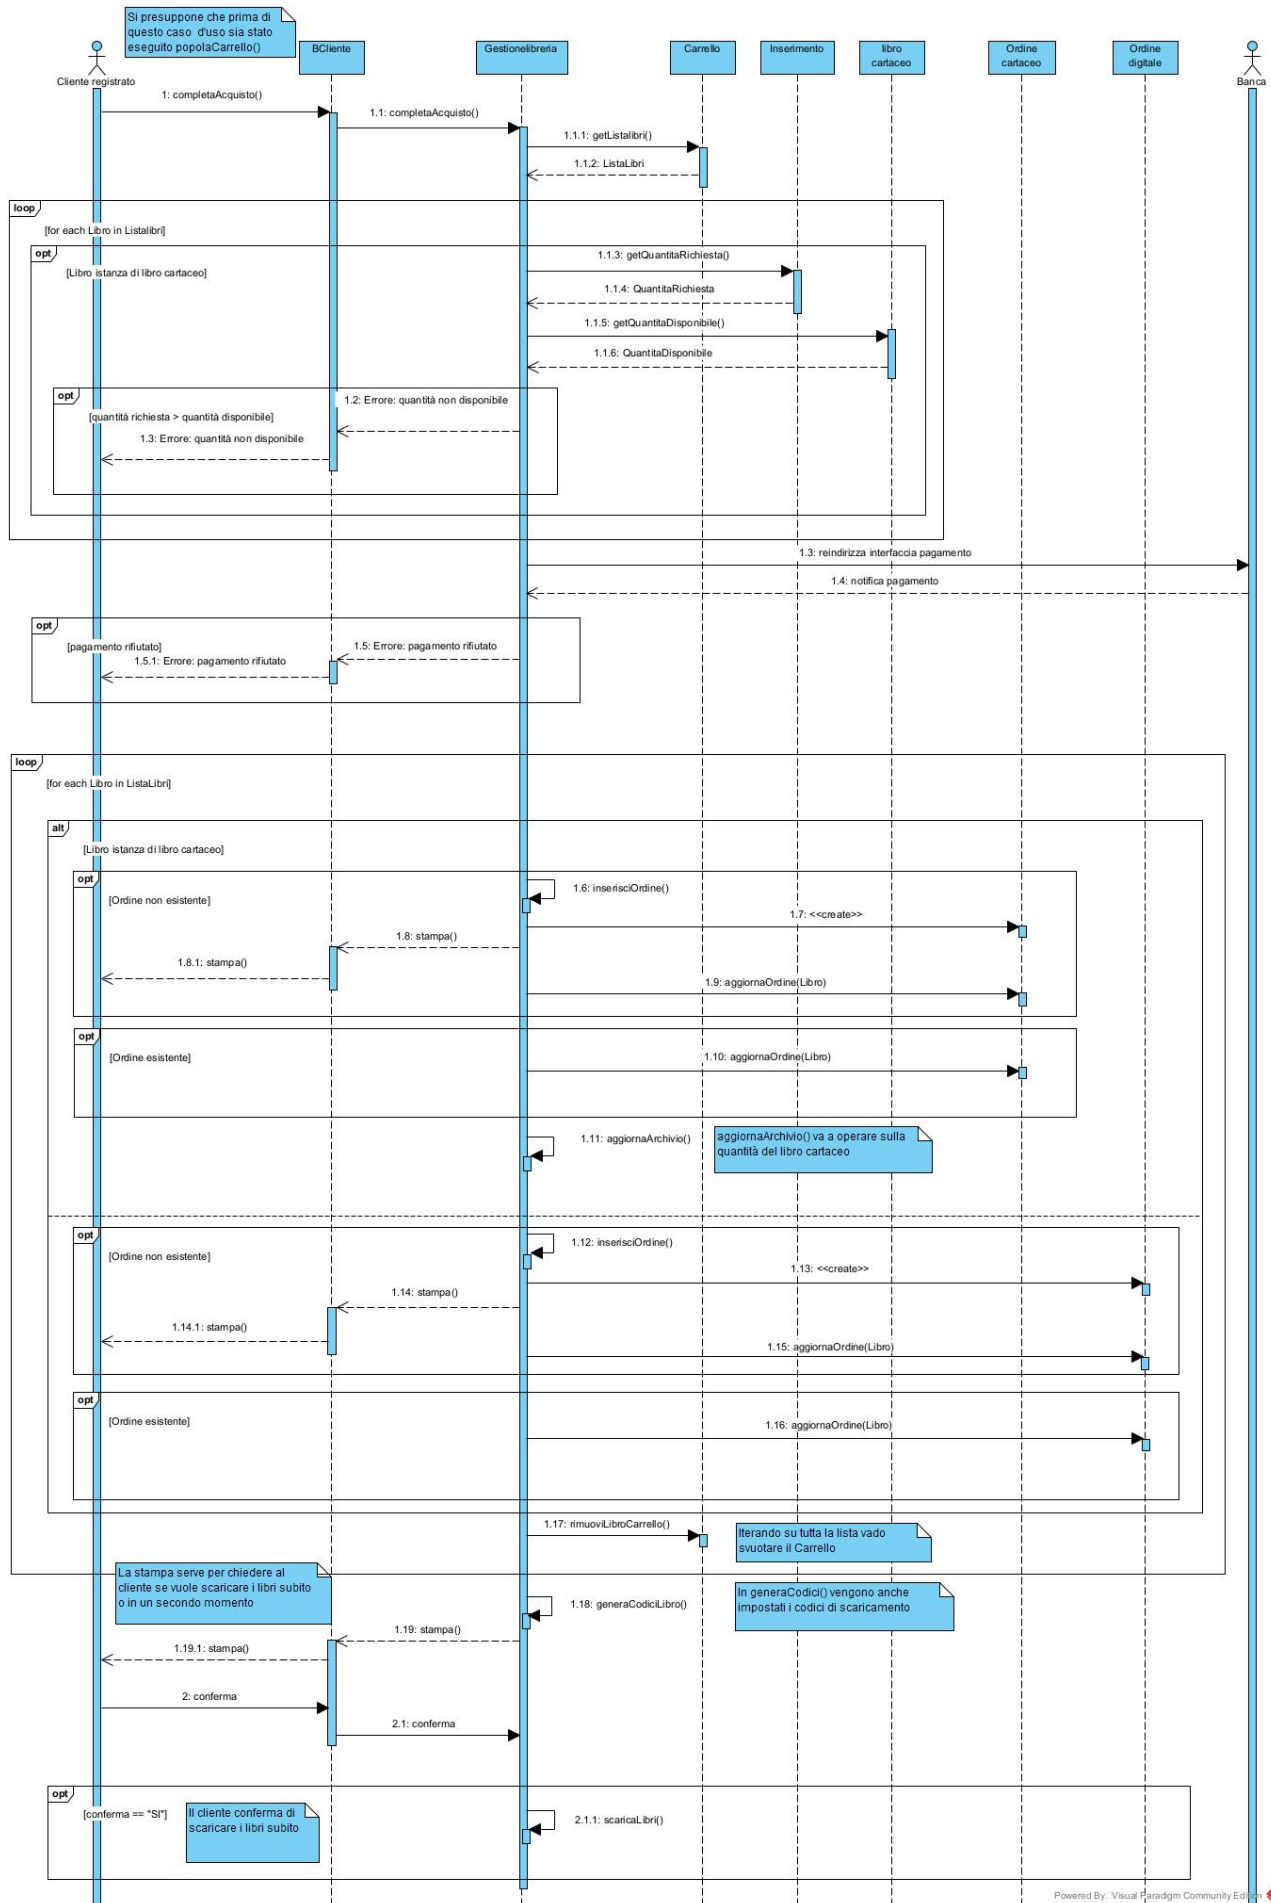 Si presuppone che prima di
questo caso d'uso sia stato
eseguito popolaCarrello()
Cliente registrato
BCliente
Gestionelibreria
Carrello
Inserimento
libro
cartaceo
Ordine
cartaceo
Ordine
digitale
Banca
1: completaAcquisto()
1.1: completaAcquisto()
1.1.1: getListalibri()
1.1.2: ListaLibri
loop
[for each Libro in Listalibri]
opt
[Libro istanza di libro cartaceo]
1.1.3: getQuantitaRichiesta()
1.1.4: QuantitaRichiesta
1.1.5: getQuantitaDisponibile()
1.1.6: QuantitaDisponibile
opt
1.2: Errore: quantità non disponibile
[quantità richiesta > quantità disponibile]
1.3: Errore: quantità non disponibile
1.3: reindirizza interfaccia pagamento
1.4: notifica pagamento
opt
[pagamento rifiutato]
1.5: Errore: pagamento rifiutato
1.5.1: Errore: pagamento rifiutato
loop
[for each Libro in ListaLibri]
alt
[Libro istanza di libro cartaceo]
opt
[Ordine non esistente]
1.6: inserisciOrdine()
1.7: <<create>>
1.8: stampa()
1.8.1: stampa()
1.9: aggiornaOrdine(Libro)
opt
[Ordine esistente]
1.10: aggiornaOrdine(Libro)
1.11: aggiornaArchivio()
aggiornaArchivio() va a operare sulla
quantità del libro cartaceo
opt
[Ordine non esistente]
1.12: inserisciOrdine()
1.13: <<create>>
1.14: stampa()
1.14.1: stampa()
1.15: aggiornaOrdine(Libro)
opt
[Ordine esistente]
1.16: aggiornaOrdine(Libro)
1.17: rimuoviLibroCarrello()
Iterando su tutta la lista vado
svuotare il Carrello
La stampa serve per chiedere al
cliente se vuole scaricare i libri subito
o in un secondo momento
1.18: generaCodiciLibro()
In generaCodici() vengono anche
impostati i codici di scaricamento
1.19: stampa()
1.19.1: stampa()
2: conferma
2.1: conferma
opt
[conferma == "SI"]
Il cliente conferma di
scaricare i libri subito
2.1.1: scaricaLibri()
Powered By: Visual Paradigm Community Edition